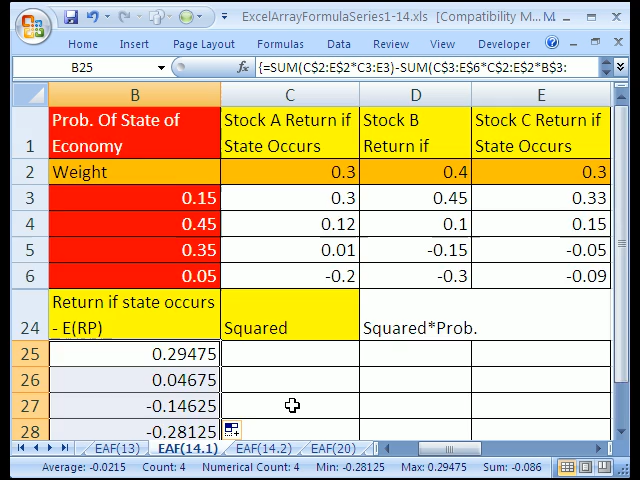 ExcelArrayFormulaSeries1-14.xls [Compatibility M...
Home Insert Page Layout Formulas Data Review View Developer
B25 fx {=SUM(C$2:E$2*C3:E3)-SUM(C$3:E$6*C$2:E$2*B$3:
B C D E
Prob. Of State of Stock A Return if Stock B Stock C Return if
1 Economy State Occurs Return if State Occurs
2 Weight 0.3 0.4 0.3
3 0.15 0.3 0.45 0.33
4 0.45 0.12 0.1 0.15
5 0.35 0.01 -0.15 -0.05
6 0.05 -0.2 -0.3 -0.09
Return if state occurs
24 - E(RP) Squared Squared*Prob.
25 0.29475
26 0.04675
27 -0.14625
28 -0.28125
EAF(13) EAF(14.1) EAF(14.2) EAF(20)
Average: -0.0215 Count: 4 Numerical Count: 4 Min: -0.28125 Max: 0.29475 Sum: -0.086